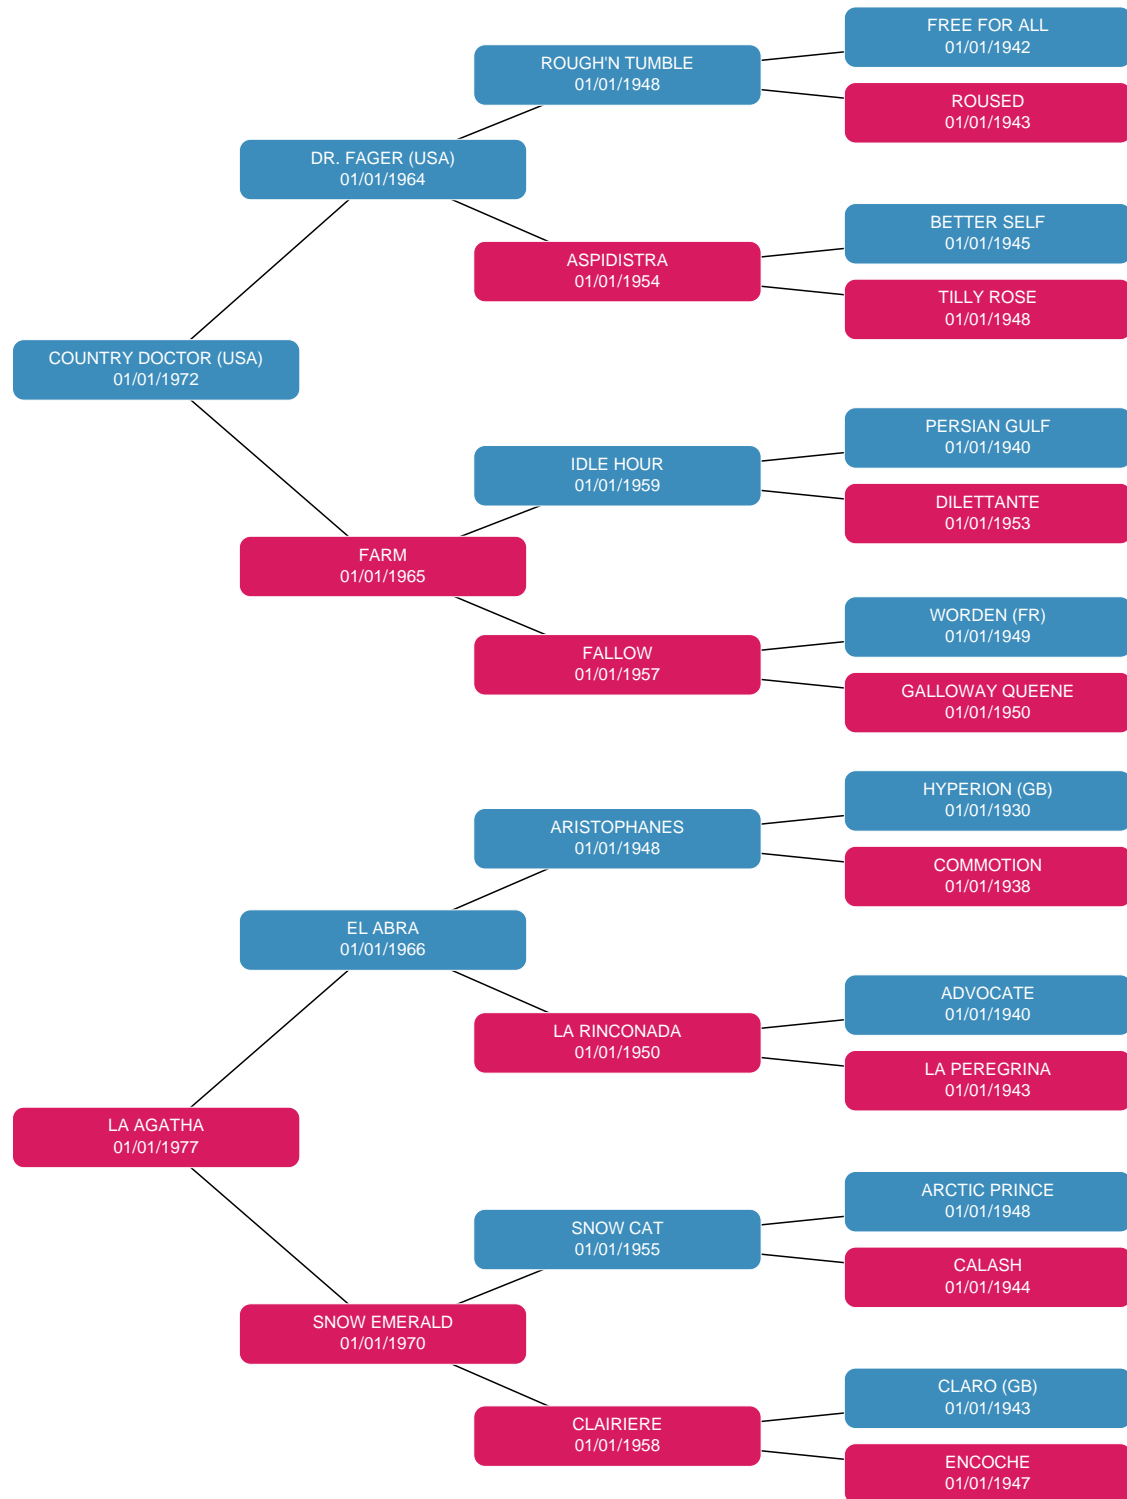 FREE FOR ALL
01/01/1942
ROUGH'N TUMBLE
01/01/1948
ROUSED
01/01/1943
DR. FAGER (USA)
01/01/1964
BETTER SELF
01/01/1945
ASPIDISTRA
01/01/1954
TILLY ROSE
01/01/1948
COUNTRY DOCTOR (USA)
01/01/1972
PERSIAN GULF
01/01/1940
IDLE HOUR
01/01/1959
DILETTANTE
01/01/1953
FARM
01/01/1965
WORDEN (FR)
01/01/1949
FALLOW
01/01/1957
GALLOWAY QUEENE
01/01/1950
HYPERION (GB)
01/01/1930
ARISTOPHANES
01/01/1948
COMMOTION
01/01/1938
EL ABRA
01/01/1966
ADVOCATE
01/01/1940
LA RINCONADA
01/01/1950
LA PEREGRINA
01/01/1943
LA AGATHA
01/01/1977
ARCTIC PRINCE
01/01/1948
SNOW CAT
01/01/1955
CALASH
01/01/1944
SNOW EMERALD
01/01/1970
CLARO (GB)
01/01/1943
CLAIRIERE
01/01/1958
ENCOCHE
01/01/1947